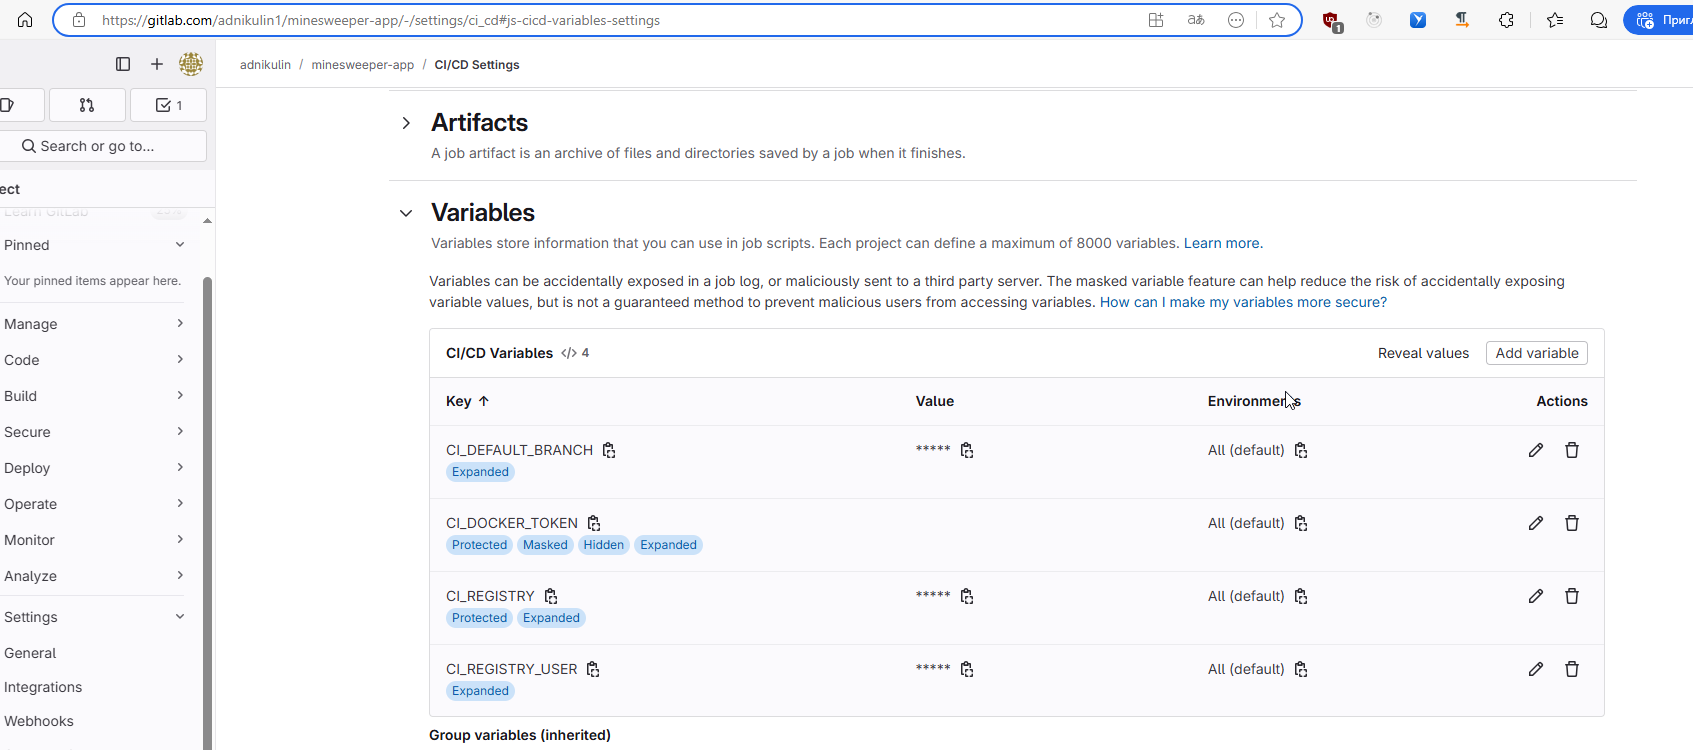 https://gitlab.com/adnikulin1/minesweeper-app/-/settings/ci_cd#js-cicd-variables-settings
aあ
1
Приг
adnikulin / minesweeper-app / CI/CD Settings
1
Search or go to...
ect
Learn GitLab
Pinned
Your pinned items appear here.
Manage
Code
Build
Secure
Deploy
Operate
Monitor
Analyze
Settings
General
Integrations
Webhooks
Artifacts
A job artifact is an archive of files and directories saved by a job when it finishes.
Variables
Variables store information that you can use in job scripts. Each project can define a maximum of 8000 variables. Learn more.
Variables can be accidentally exposed in a job log, or maliciously sent to a third party server. The masked variable feature can help reduce the risk of accidentally exposing
variable values, but is not a guaranteed method to prevent malicious users from accessing variables. How can I make my variables more secure?
CI/CD Variables </> 4
Reveal values
Add variable
Key ↑ Value Environments Actions
CI_DEFAULT_BRANCH ***** All (default)
Expanded
CI_DOCKER_TOKEN All (default)
Protected Masked Hidden Expanded
CI_REGISTRY ***** All (default)
Protected Expanded
CI_REGISTRY_USER ***** All (default)
Expanded
Group variables (inherited)